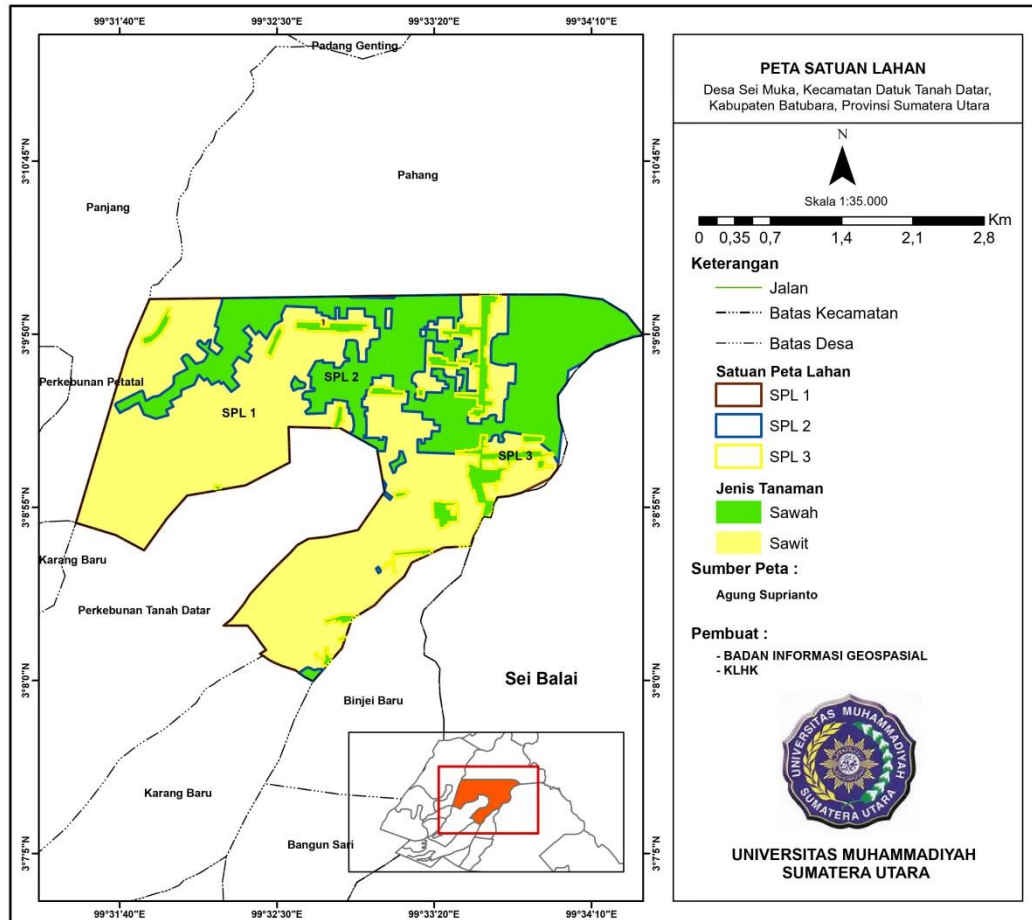 99°31'40"E
99°32'30"E
99°33'20"E
99°34'10"E
3°10'45"N
3°9'50"N
3°8'55"N
3°8'0"N
3°7'5"N
Padang Genting
Pahang
Panjang
Perkebunan Petatal
SPL 1
SPL 2
SPL 3
Karang Baru
Perkebunan Tanah Datar
Sei Balai
Binjei Baru
Karang Baru
Bangun Sari
99°31'40"E
99°32'30"E
99°33'20"E
99°34'10"E
3°10'45"N
3°9'50"N
3°8'55"N
3°8'0"N
3°7'5"N
PETA SATUAN LAHAN
Desa Sei Muka, Kecamatan Datuk Tanah Datar,
Kabupaten Batubara, Provinsi Sumatera Utara
N
Skala 1:35.000
Km
0 0,35 0,7 1,4 2,1 2,8
Keterangan
Jalan
Batas Kecamatan
Batas Desa
Satuan Peta Lahan
SPL 1
SPL 2
SPL 3
Jenis Tanaman
Sawah
Sawit
Sumber Peta :
Agung Suprianto
Pembuat :
- BADAN INFORMASI GEOSPASIAL
- KLHK
UNIVERSITAS MUHAMMADIYAH
SUMATERA UTARA
UNIVERSITAS MUHAMMADIYAH
SUMATERA UTARA